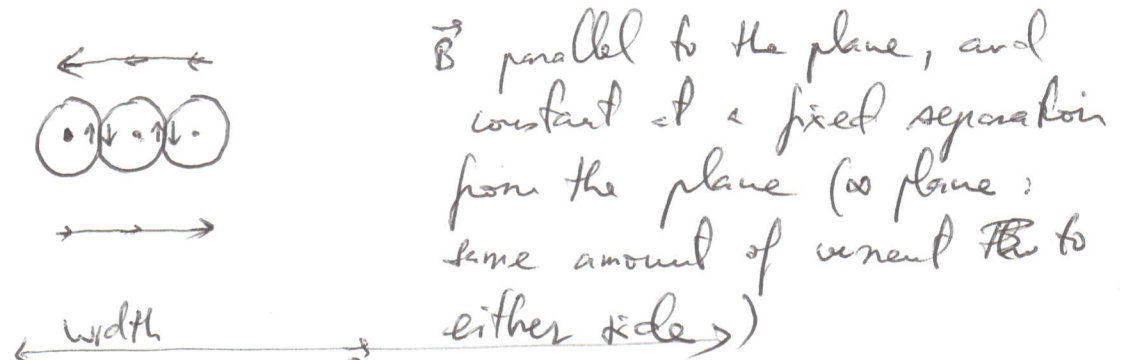 B parallel to the plane, and
constant at a fixed separation
from the plane (∞ plane :
same amount of current to
either side)
width